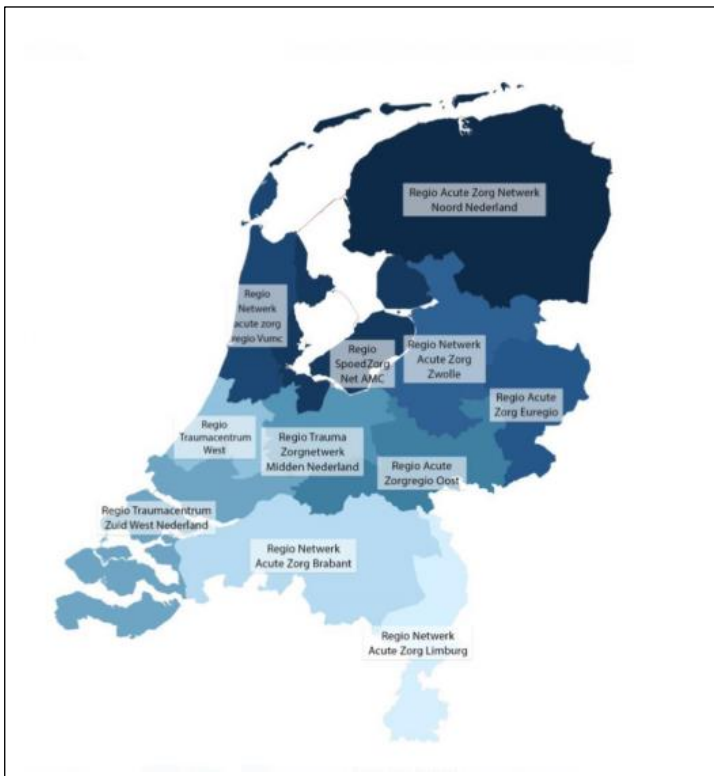 Regio Acute Zorg Netwerk
Noord Nederland
Regio
Netwerk
acute zorg
regio Vumc
Regio
SpoedZorg
Net AMC
Regio Netwerk
Acute Zorg
Zwolle
Regio Acute
Zorg Euregio
Regio
Traumacentrum
West
Regio Trauma
Zorgnetwerk
Midden Nederland
Regio Acute
Zorgregio Oost
Regio Traumacentrum
Zuid West Nederland
Regio Netwerk
Acute Zorg Brabant
Regio Netwerk
Acute Zorg Limburg